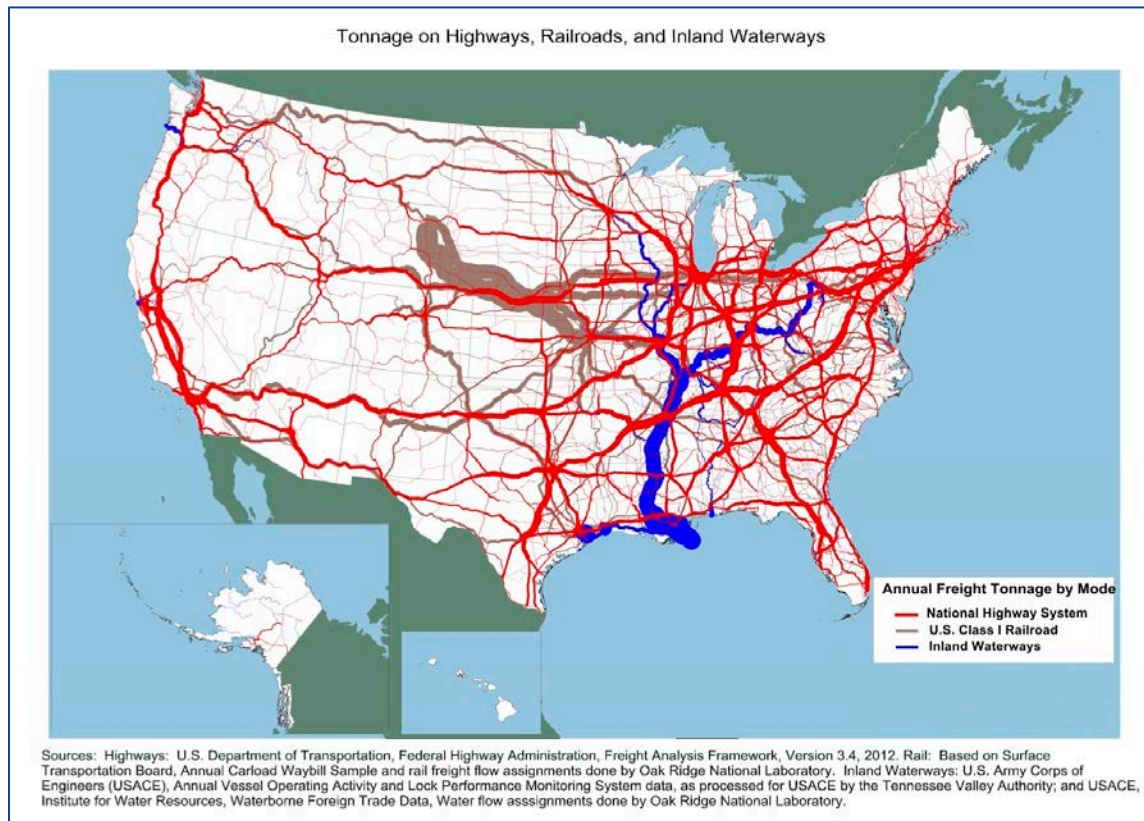 Tonnage on Highways, Railroads, and Inland Waterways
Annual Freight Tonnage by Mode
National Highway System
U.S. Class I Railroad
Inland Waterways
Sources: Highways: U.S. Department of Transportation, Federal Highway Administration, Freight Analysis Framework, Version 3.4, 2012. Rail: Based on Surface
Transportation Board, Annual Carload Waybill Sample and rail freight flow assignments done by Oak Ridge National Laboratory. Inland Waterways: U.S. Army Corps of
Engineers (USACE), Annual Vessel Operating Activity and Lock Performance Monitoring System data, as processed for USACE by the Tennessee Valley Authority; and USACE,
Institute for Water Resources, Waterborne Foreign Trade Data, Water flow asssignments done by Oak Ridge National Laboratory.